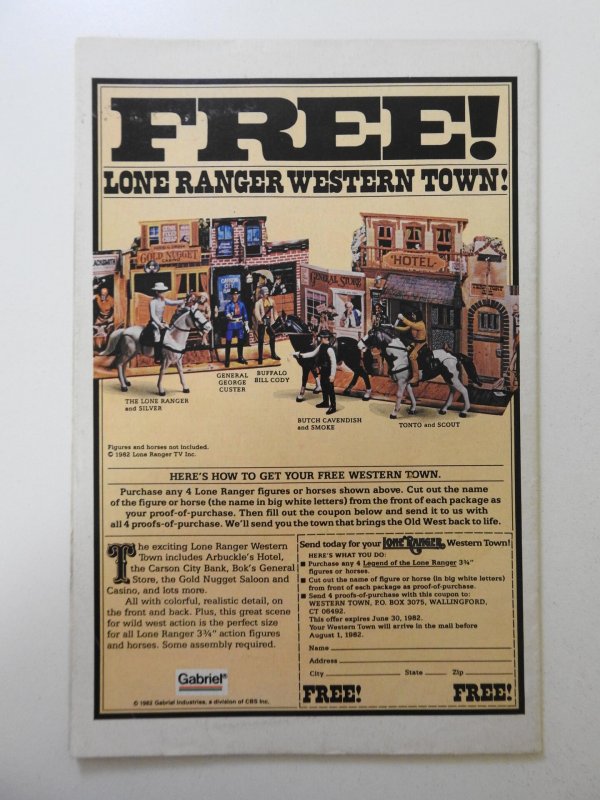 FREE!
LONE RANGER WESTERN TOWN!
GOLD NUGGET
CASINO
CARSON
CITY
GENERAL STORE
HOTEL
THE LONE RANGER
and SILVER
GENERAL
GEORGE
CUSTER
BUFFALO
BILL CODY
BUTCH CAVENDISH
and SMOKE
TONTO and SCOUT
Figures and horses not included.
© 1982 Lone Ranger TV Inc.
HERE'S HOW TO GET YOUR FREE WESTERN TOWN.
Purchase any 4 Lone Ranger figures or horses shown above. Cut out the name
of the figure or horse (the name in big white letters) from the front of each package as
your proof-of-purchase. Then fill out the coupon below and send it to us with
all 4 proofs-of-purchase. We'll send you the town that brings the Old West back to life.
The exciting Lone Ranger Western
Town includes Arbuckle's Hotel,
the Carson City Bank, Bok's General
Store, the Gold Nugget Saloon and
Casino, and lots more.
All with colorful, realistic detail, on
the front and back. Plus, this great scene
for wild west action is the perfect size
for all Lone Ranger 3¾" action figures
and horses. Some assembly required.
Gabriel®
© 1982 Gabriel Industries, a division of CBS Inc.
Send today for your LONE RANGER Western Town!
HERE'S WHAT YOU DO:
■ Purchase any 4 Legend of the Lone Ranger 3¾"
figures or horses.
■ Cut out the name of figure or horse (in big white letters)
from front of each package as proof-of-purchase.
■ Send 4 proofs-of-purchase with this coupon to:
WESTERN TOWN, P.O. BOX 3075, WALLINGFORD,
CT 06492.
This offer expires June 30, 1982.
Your Western Town will arrive in the mail before
August 1, 1982.
Name
Address
City State Zip
FREE! FREE!